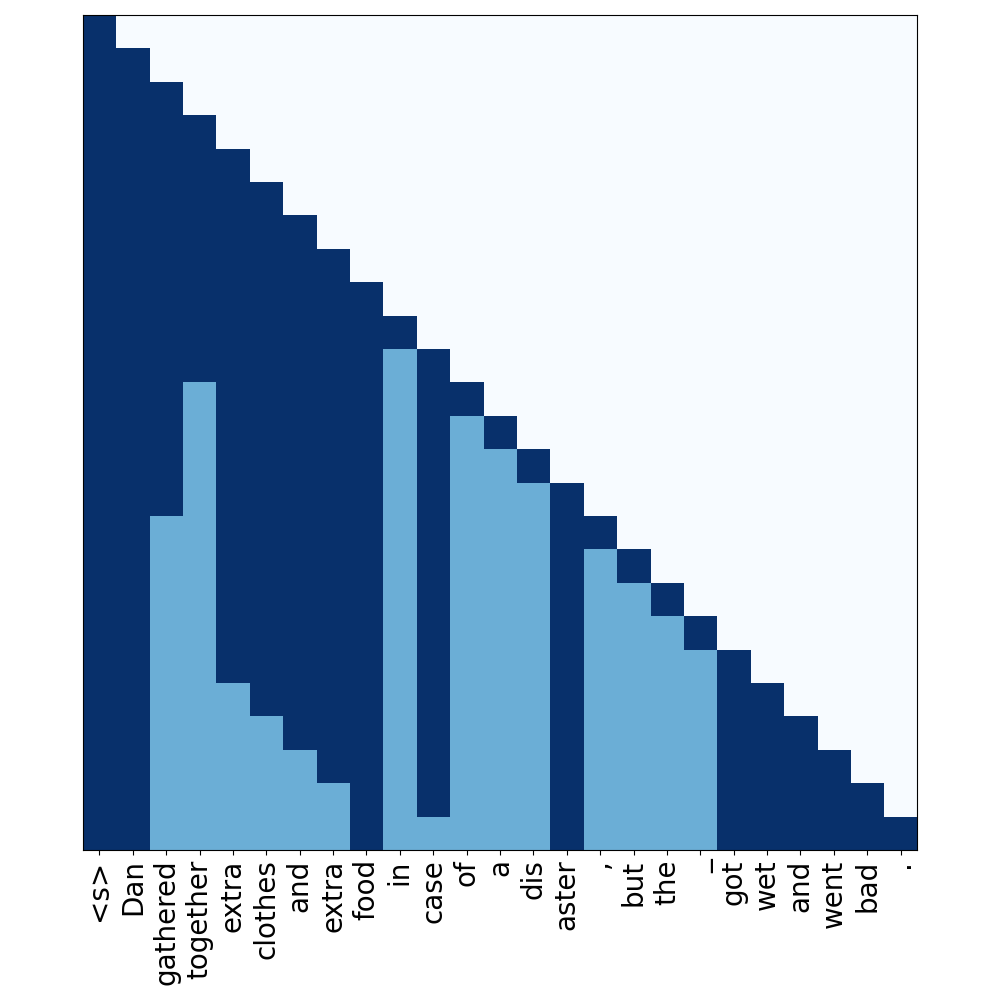 <s>
Dan
gathered
together
extra
clothes
and
extra
food
in
case
of
a
dis
aster
,
but
the
_
got
wet
and
went
bad
.